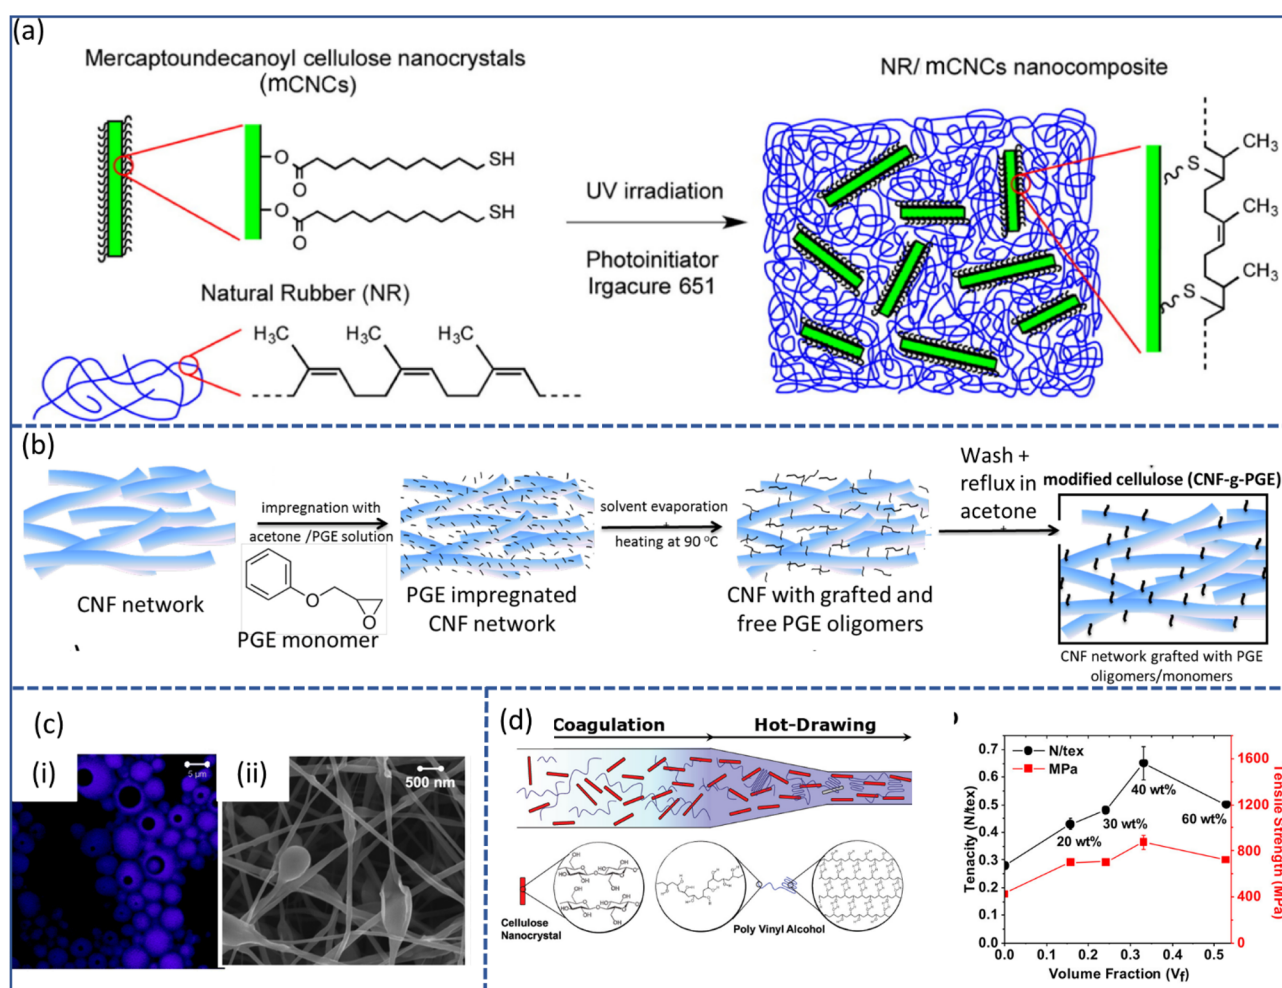 (a)
Mercaptoundecanoyl cellulose nanocrystals
(mCNCs)
O
O
SH
O
O
SH
Natural Rubber (NR)
H₃C
H₃C
H₃C
UV irradiation
Photoinitiator
Irgacure 651
NR/ mCNCs nanocomposite
S
CH₃
CH₃
S
CH₃
(b)
CNF network
impregnation with
acetone /PGE solution
O
O
PGE monomer
PGE impregnated
CNF network
solvent evaporation
heating at 90 °C
CNF with grafted and
free PGE oligomers
Wash +
reflux in
acetone
modified cellulose (CNF-g-PGE)
CNF network grafted with PGE
oligomers/monomers
(c)
(i)
5 µm
(ii)
500 nm
(d)
Coagulation
Hot-Drawing
Cellulose
Nanocrystal
Poly Vinyl Alcohol
N/tex
MPa
40 wt%
30 wt%
20 wt%
60 wt%
Tenacity (N/tex)
0.7
0.6
0.5
0.4
0.3
0.2
0.1
0.0
0.0
0.1
0.2
0.3
0.4
0.5
Volume Fraction (Vf)
1600
1200
800
400
0
Tensile Strength (MPa)